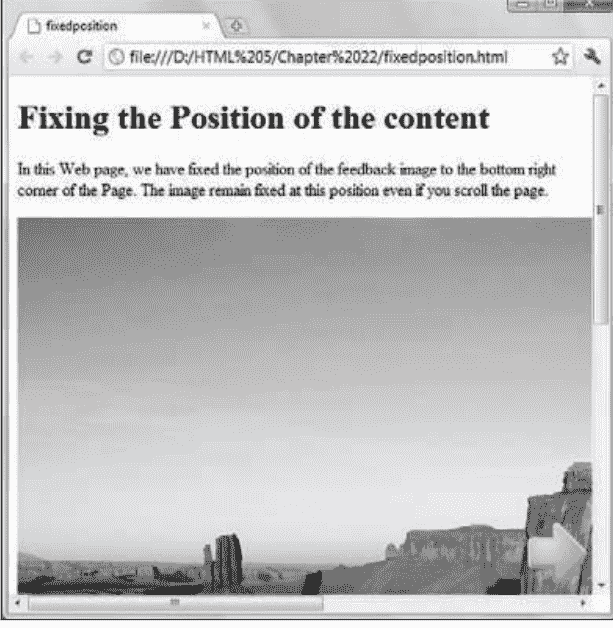 fixedposition
file:///D:/HTML%205/Chapter%2022/fixedposition.html
Fixing the Position of the content
In this Web page, we have fixed the position of the feedback image to the bottom right
corner of the Page. The image remain fixed at this position even if you scroll the page.